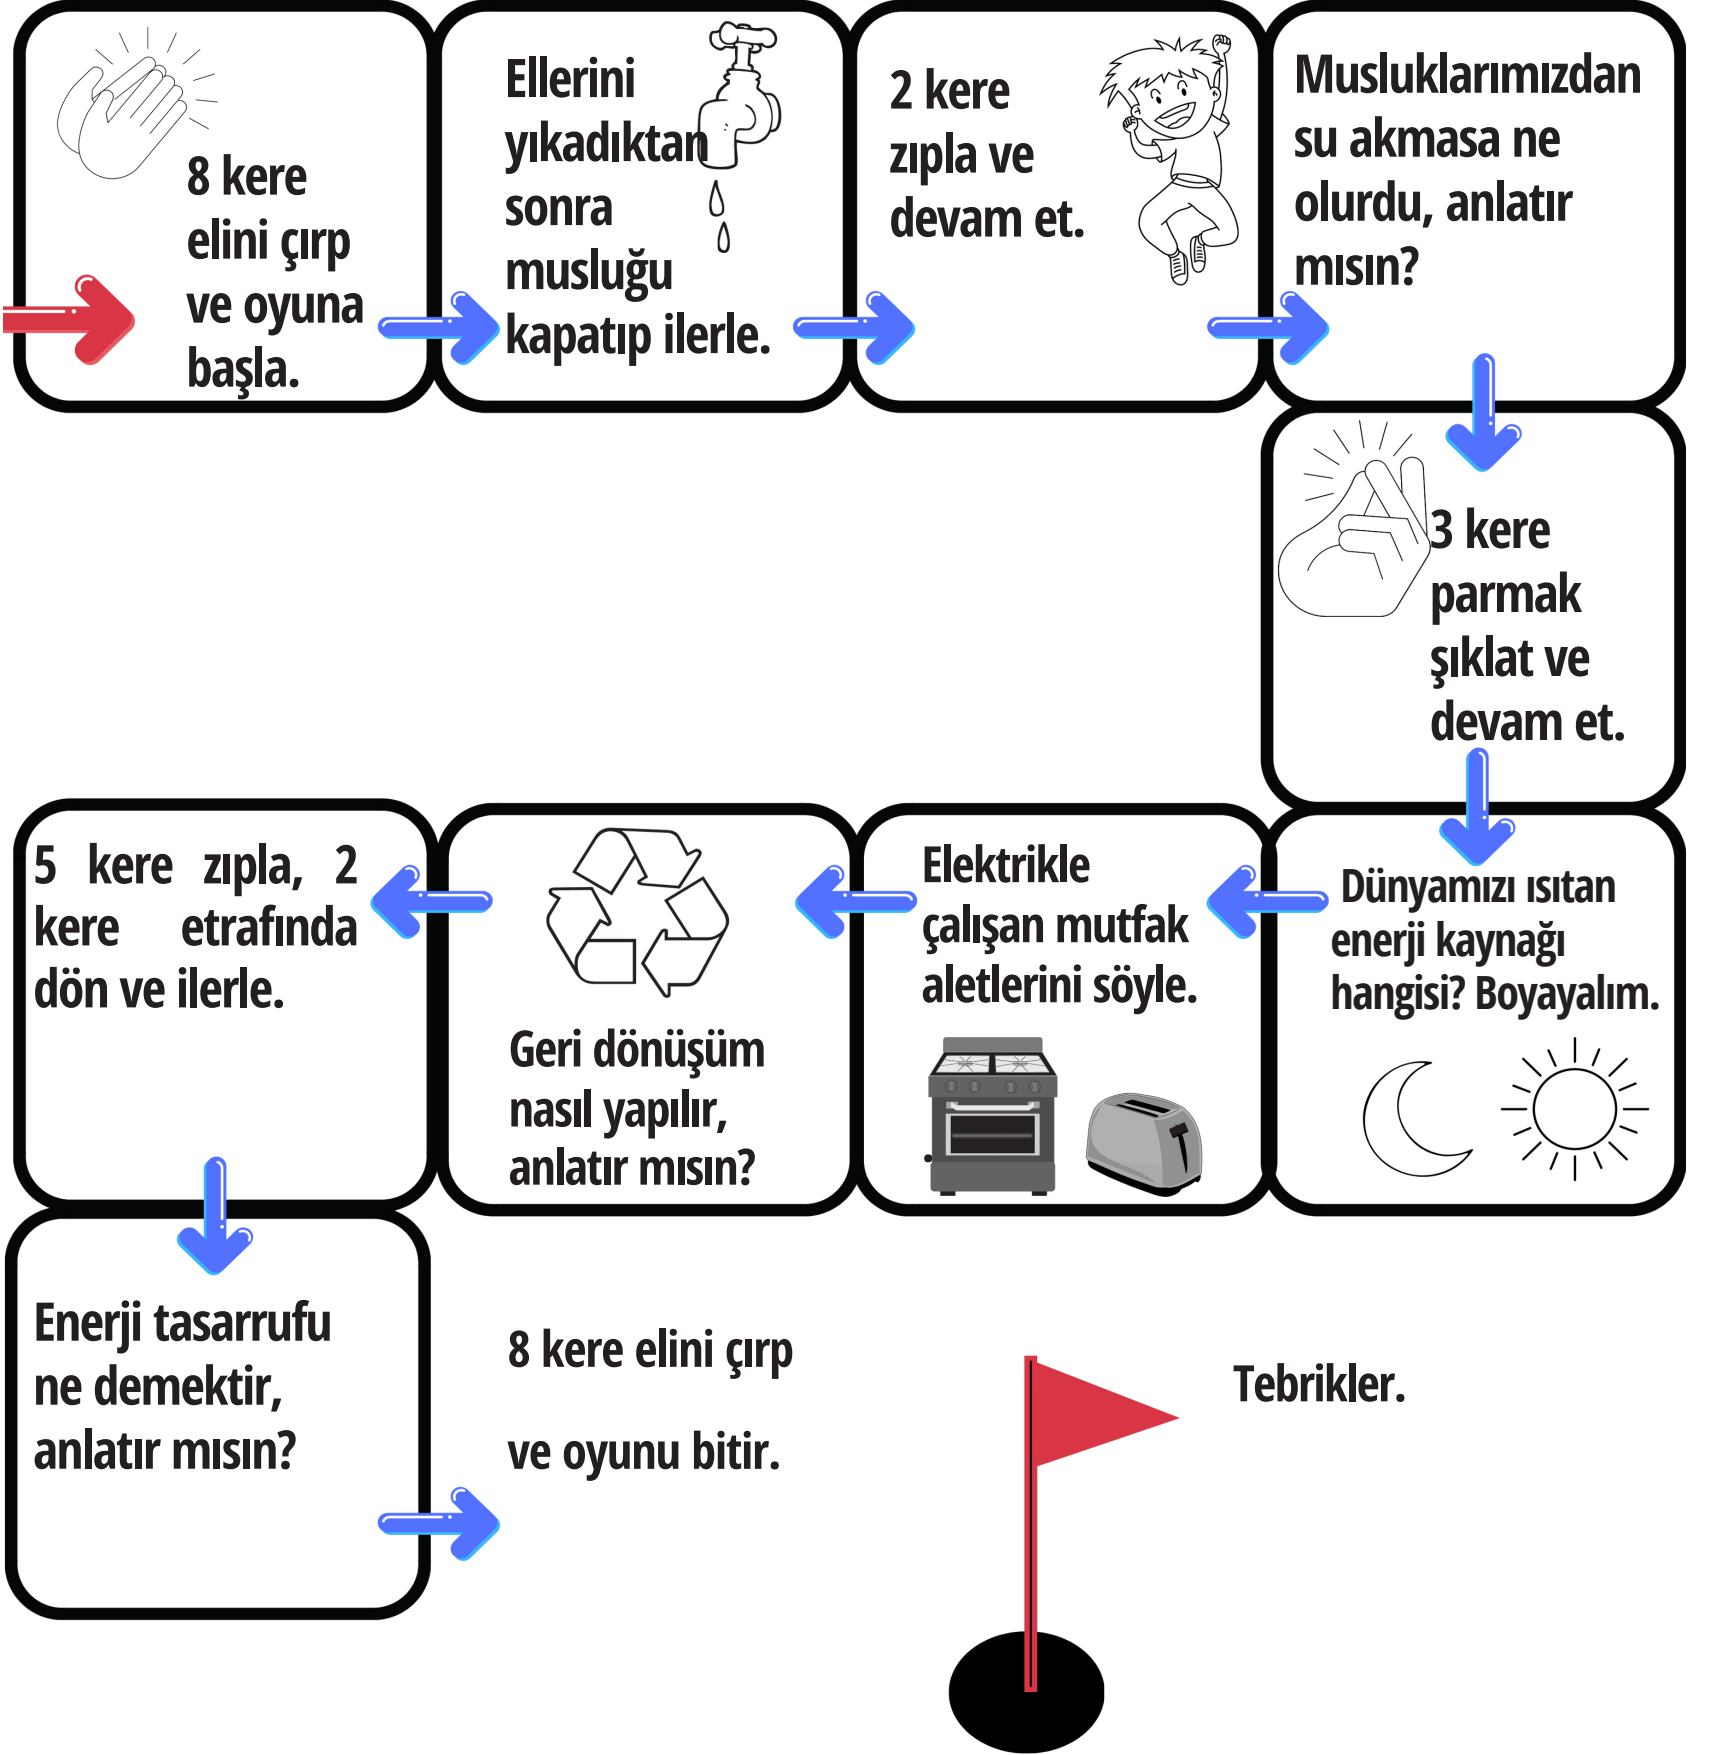 8 kere
elini çırp
ve oyuna
başla.
Ellerini
yıkadıktan
sonra
musluğu
kapatıp ilerle.
2 kere
zıpla ve
devam et.
Musluklarımızdan
su akmasa ne
olurdu, anlatır
mısın?
3 kere
parmak
şıklat ve
devam et.
Dünyamızı ısıtan
enerji kaynağı
hangisi? Boyayalım.
Elektrikle
çalışan mutfak
aletlerini söyle.
Geri dönüşüm
nasıl yapılır,
anlatır mısın?
5 kere zıpla, 2
kere etrafında
dön ve ilerle.
Enerji tasarrufu
ne demektir,
anlatır mısın?
8 kere elini çırp
ve oyunu bitir.
Tebrikler.